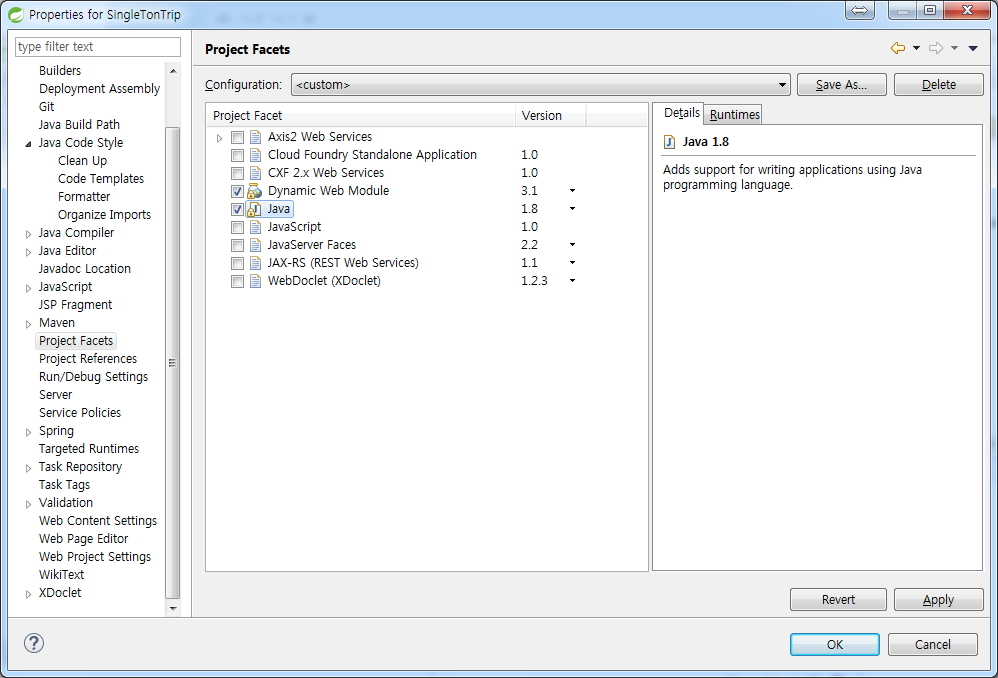 Properties for SingleTonTrip
type filter text
Builders
Deployment Assembly
Git
Java Build Path
Java Code Style
Clean Up
Code Templates
Formatter
Organize Imports
Java Compiler
Java Editor
Javadoc Location
JavaScript
JSP Fragment
Maven
Project Facets
Project References
Run/Debug Settings
Server
Service Policies
Spring
Targeted Runtimes
Task Repository
Task Tags
Validation
Web Content Settings
Web Page Editor
Web Project Settings
WikiText
XDoclet
Project Facets
Configuration: <custom> Save As... Delete
Project Facet Version
Axis2 Web Services
Cloud Foundry Standalone Application 1.0
CXF 2.x Web Services 1.0
Dynamic Web Module 3.1
Java 1.8
JavaScript 1.0
JavaServer Faces 2.2
JAX-RS (REST Web Services) 1.1
WebDoclet (XDoclet) 1.2.3
Details Runtimes
Java 1.8
Adds support for writing applications using Java
programming language.
Revert Apply
OK Cancel